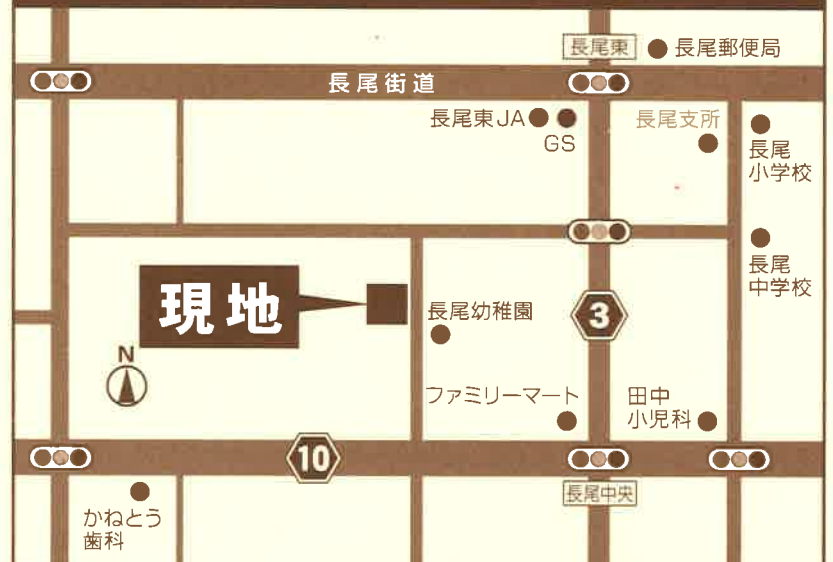 長尾東
長尾郵便局
長尾街道
長尾東JA
GS
長尾支所
長尾
小学校
長尾
中学校
現地
長尾幼稚園
3
N
ファミリーマート
田中
小児科
10
長尾中央
かねとう
歯科